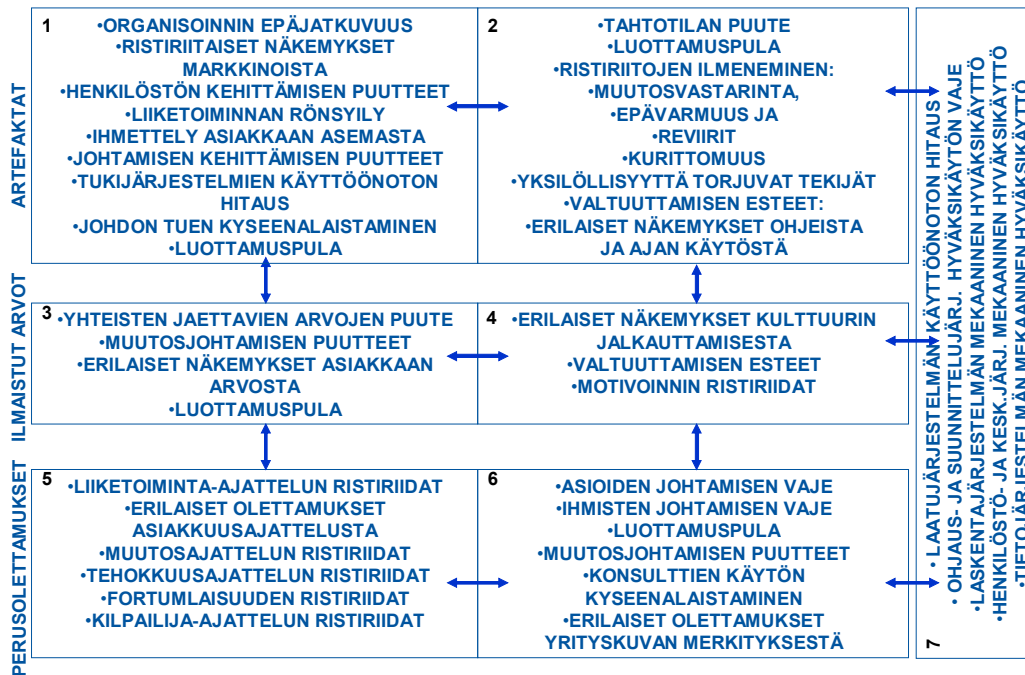 ARTEFAKTAT
1
•ORGANISOINNIN EPÄJATKUVUUS
•RISTIRIITAISET NÄKEMYKSET
MARKKINOISTA
•HENKILÖSTÖN KEHITTÄMISEN PUUTTEET
•LIIKETOIMINNAN RÖNSYILY
•IHMETTELY ASIAKKAAN ASEMASTA
•JOHTAMISEN KEHITTÄMISEN PUUTTEET
•TUKIJÄRJESTELMIEN KÄYTTÖÖNOTON
HITAUS
•JOHDON TUEN KYSEENALAISTAMINEN
•LUOTTAMUSPULA
2
•TAHTOTILAN PUUTE
•LUOTTAMUSPULA
•RISTIRIITOJEN ILMENEMINEN:
•MUUTOSVASTARINTA,
•EPÄVARMUUS JA
•REVIIRIT
•KURITTOMUUS
•YKSILÖLLISYYTTÄ TORJUVAT TEKIJÄT
•VALTUUTTAMISEN ESTEET:
•ERILAISET NÄKEMYKSET OHJEISTA
JA AJAN KÄYTÖSTÄ
ILMAISTUT ARVOT
3
•YHTEISTEN JAETTAVIEN ARVOJEN PUUTE
•MUUTOSJOHTAMISEN PUUTTEET
•ERILAISET NÄKEMYKSET ASIAKKAAN
ARVOSTA
•LUOTTAMUSPULA
4
•ERILAISET NÄKEMYKSET KULTTUURIN
JALKAUTTAMISESTA
•VALTUUTTAMISEN ESTEET
•MOTIVOINNIN RISTIRIIDAT
PERUSOLETTAMUKSET
5
•LIIKETOIMINTA-AJATTELUN RISTIRIIDAT
•ERILAISET OLETTAMUKSET
ASIAKKUUSAJATTELUSTA
•MUUTOSAJATTELUN RISTIRIIDAT
•TEHOKKUUSAJATTELUN RISTIRIIDAT
•FORTUMLAISUUDEN RISTIRIIDAT
•KILPAILIJA-AJATTELUN RISTIRIIDAT
6
•ASIOIDEN JOHTAMISEN VAJE
•IHMISTEN JOHTAMISEN VAJE
•LUOTTAMUSPULA
•MUUTOSJOHTAMISEN PUUTTEET
•KONSULTTIEN KÄYTÖN
KYSEENALAISTAMINEN
•ERILAISET OLETTAMUKSET
YRITYSKUVAN MERKITYKSESTÄ
7
• LAATUJÄRJESTELMÄN KÄYTTÖÖNOTON HITAUS
• OHJAUS- JA SUUNNITTELUJÄRJ. HYVÄKSIKÄYTÖN VAJE
•LASKENTAJÄRJESTELMÄN MEKAANINEN HYVÄKSIKÄYTTÖ
•HENKILÖSTÖ- JA KESK.JÄRJ. MEKAANINEN HYVÄKSIKÄYTTÖ
•TIETOJÄRJESTELMÄN MEKAANINEN HYVÄKSIKÄYTTÖ